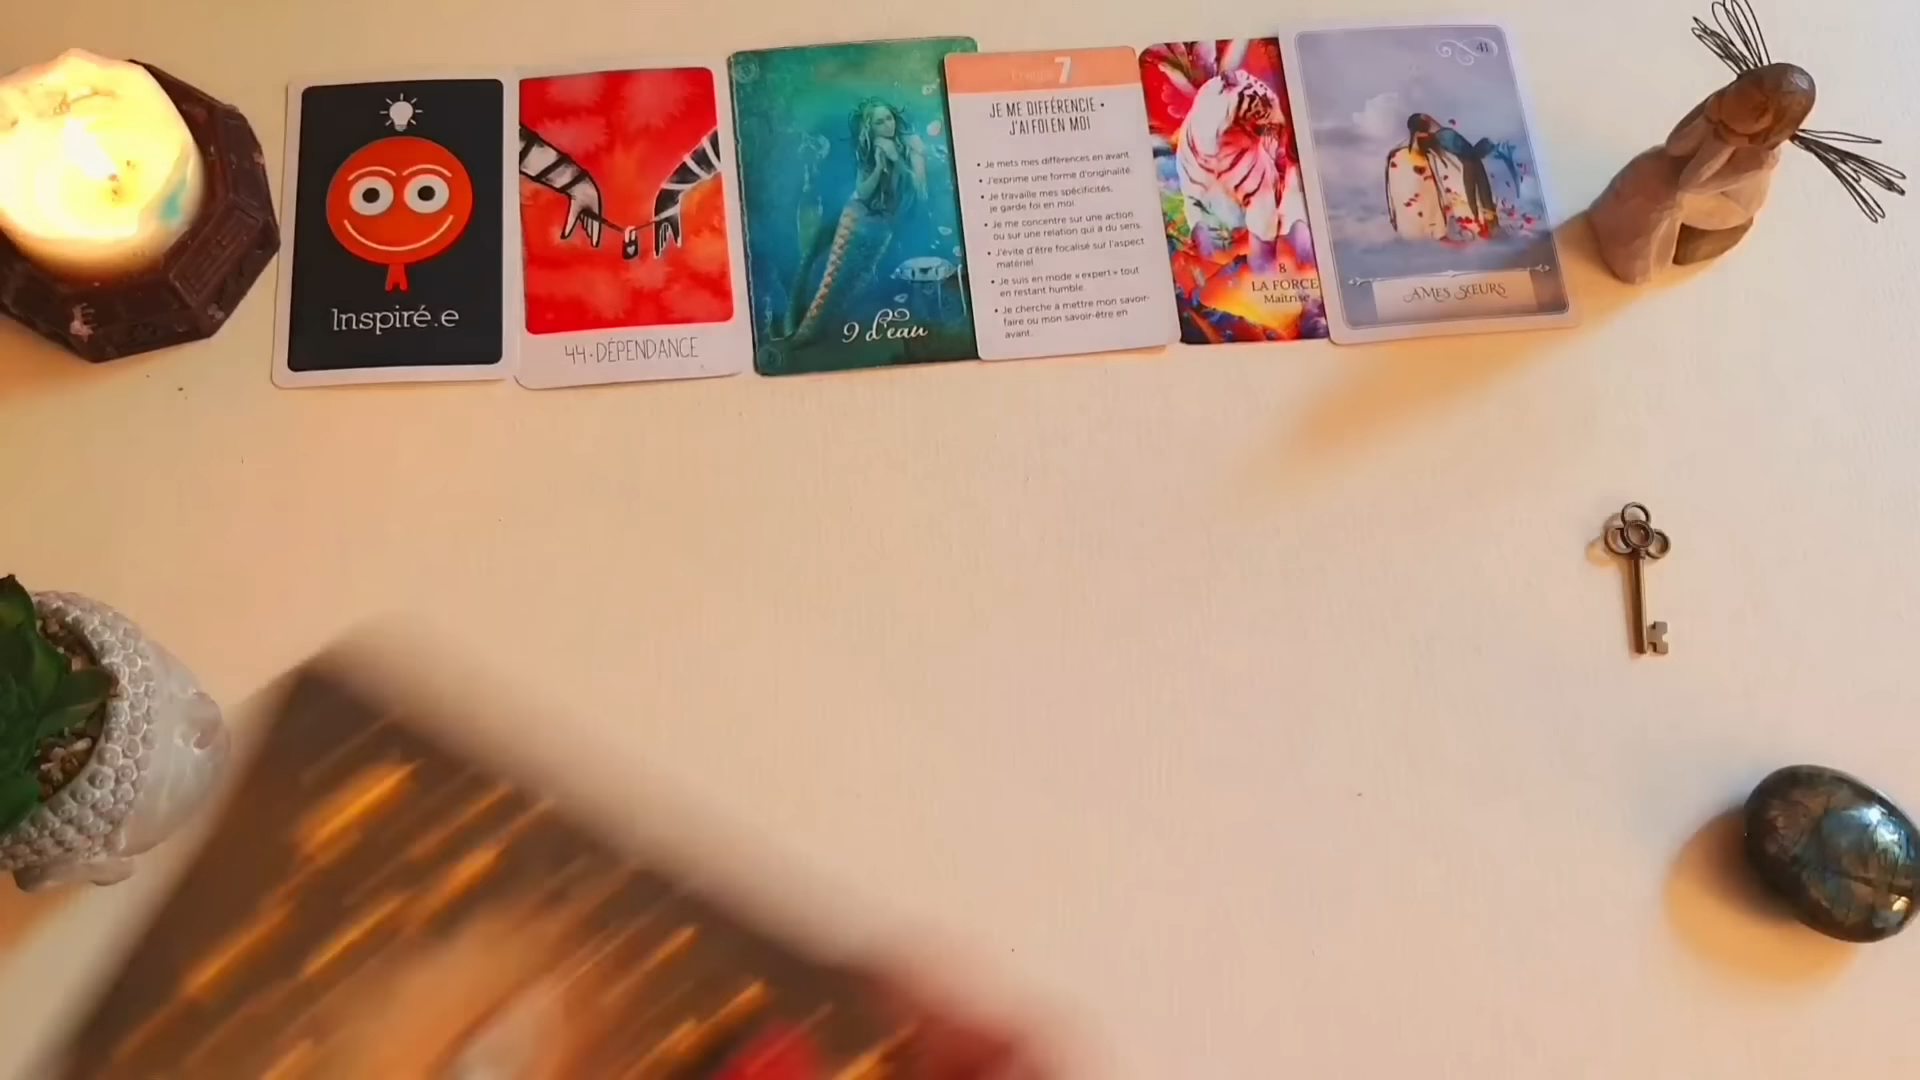 Inspiré.e
44 • DÉPENDANCE
9 d'eau
7
JE ME DIFFÉRENCIE •
J'AI FOI EN MOI
• Je mets mes différences en avant.
• J'exprime une forme d'originalité.
• Je travaille mes spécificités,
je garde foi en moi.
• Je me concentre sur une action
ou sur une relation qui a du sens.
• J'évite d'être focalisé sur l'aspect
matériel.
• Je suis en mode « expert » tout
en restant humble.
• Je cherche à mettre mon savoir-
faire ou mon savoir-être en
avant.
8
LA FORCE
Maîtrise
41
ÂMES SŒURS